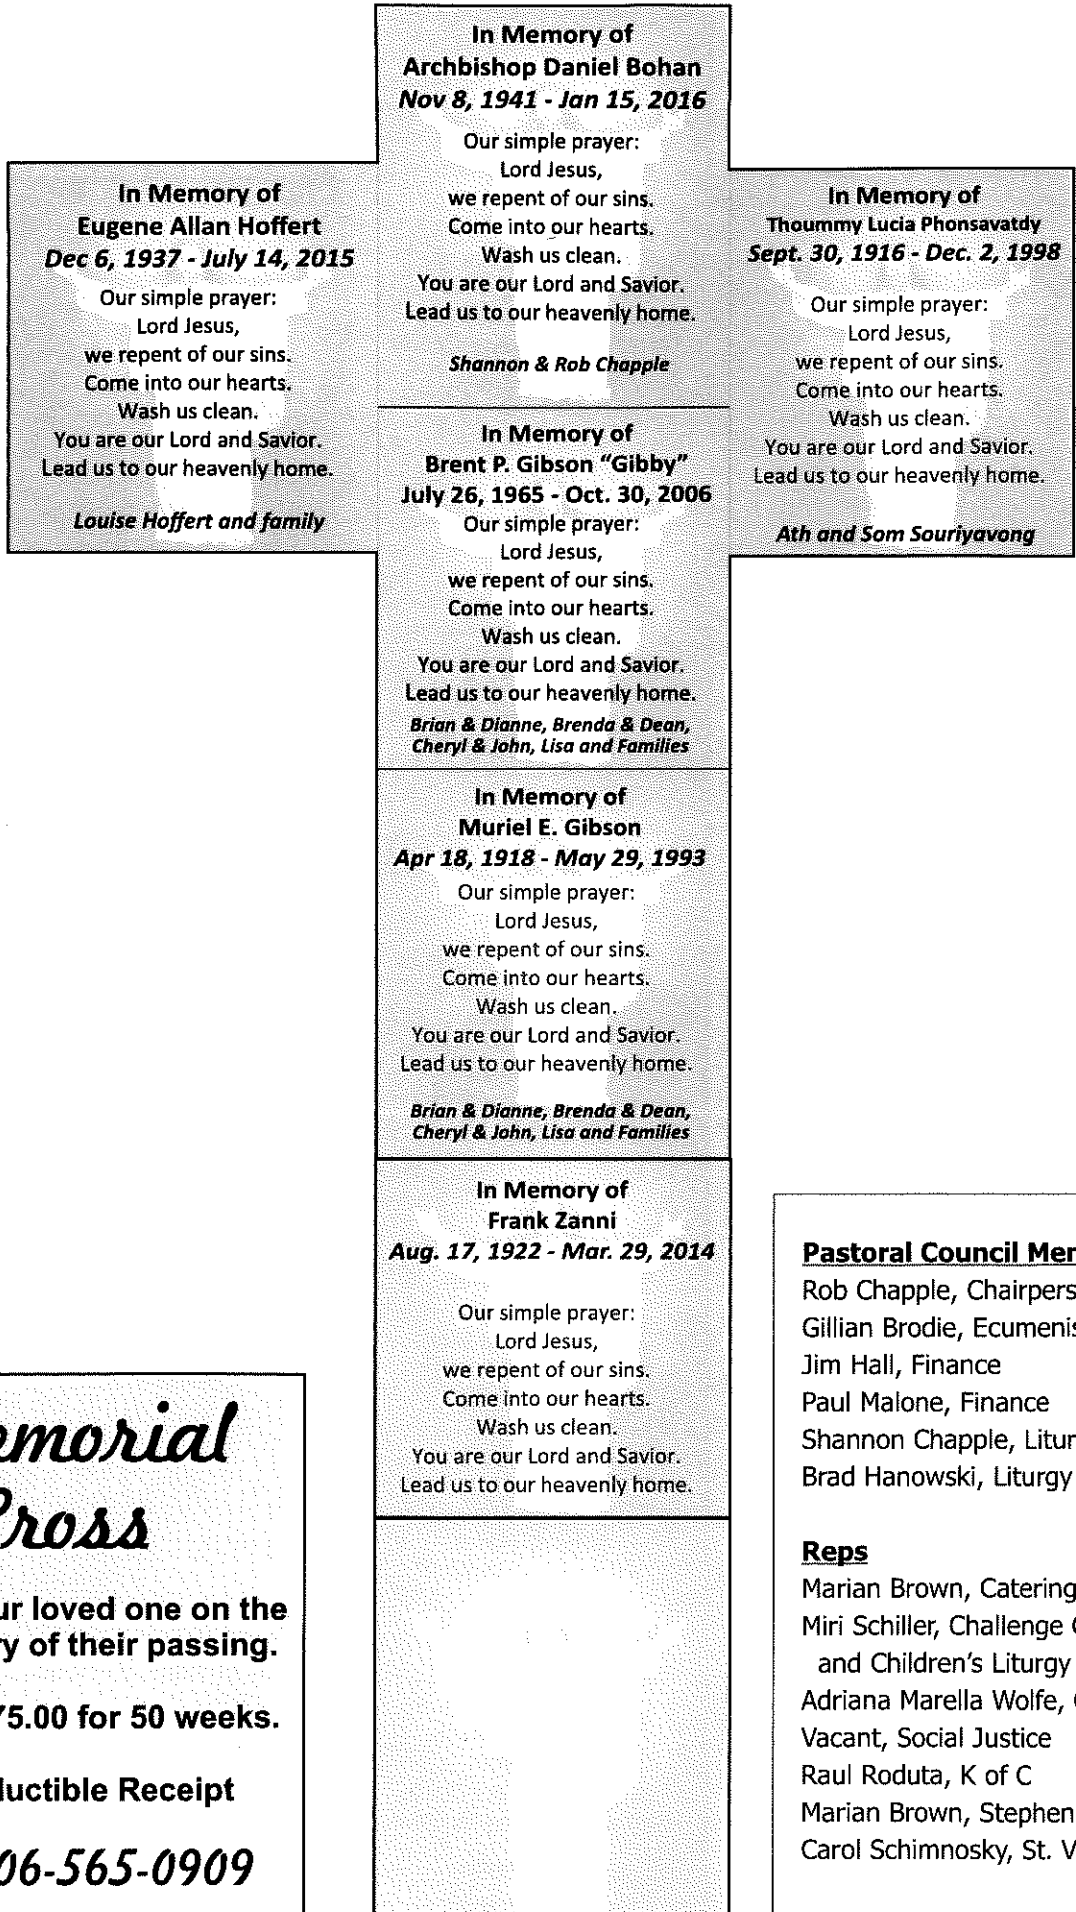 In Memory of
Archbishop Daniel Bohan
Nov 8, 1941 - Jan 15, 2016
Our simple prayer:
Lord Jesus,
we repent of our sins.
Come into our hearts.
Wash us clean.
You are our Lord and Savior.
Lead us to our heavenly home.
Shannon & Rob Chapple
In Memory of
Eugene Allan Hoffert
Dec 6, 1937 - July 14, 2015
Our simple prayer:
Lord Jesus,
we repent of our sins.
Come into our hearts.
Wash us clean.
You are our Lord and Savior.
Lead us to our heavenly home.
Louise Hoffert and family
In Memory of
Thoummy Lucia Phonsavatdy
Sept. 30, 1916 - Dec. 2, 1998
Our simple prayer:
Lord Jesus,
we repent of our sins.
Come into our hearts.
Wash us clean.
You are our Lord and Savior.
Lead us to our heavenly home.
Ath and Som Souriyavong
In Memory of
Brent P. Gibson "Gibby"
July 26, 1965 - Oct. 30, 2006
Our simple prayer:
Lord Jesus,
we repent of our sins.
Come into our hearts.
Wash us clean.
You are our Lord and Savior.
Lead us to our heavenly home.
Brian & Dianne, Brenda & Dean,
Cheryl & John, Lisa and Families
In Memory of
Muriel E. Gibson
Apr 18, 1918 - May 29, 1993
Our simple prayer:
Lord Jesus,
we repent of our sins.
Come into our hearts.
Wash us clean.
You are our Lord and Savior.
Lead us to our heavenly home.
Brian & Dianne, Brenda & Dean,
Cheryl & John, Lisa and Families
In Memory of
Frank Zanni
Aug. 17, 1922 - Mar. 29, 2014
Our simple prayer:
Lord Jesus,
we repent of our sins.
Come into our hearts.
Wash us clean.
You are our Lord and Savior.
Lead us to our heavenly home.
emorial
ross
ur loved one on the
ry of their passing.
75.00 for 50 weeks.
luctible Receipt
06-565-0909
Pastoral Council Mer
Rob Chapple, Chairpers
Gillian Brodie, Ecumenis
Jim Hall, Finance
Paul Malone, Finance
Shannon Chapple, Litur
Brad Hanowski, Liturgy
Reps
Marian Brown, Catering
Miri Schiller, Challenge
and Children's Liturgy
Adriana Marella Wolfe,
Vacant, Social Justice
Raul Roduta, K of C
Marian Brown, Stephen
Carol Schimnosky, St. V